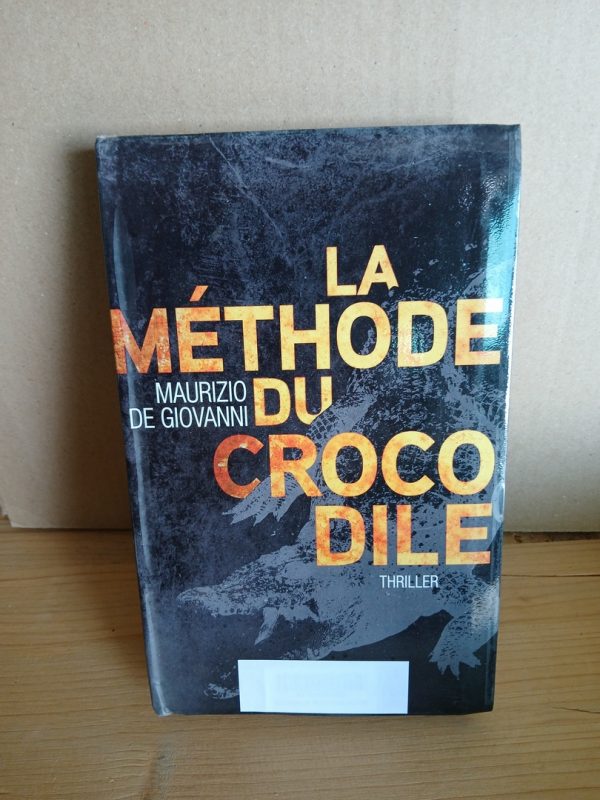 LA
MÉTHODE
MAURIZIO
DE GIOVANNI
DU
CROCO
DILE
THRILLER